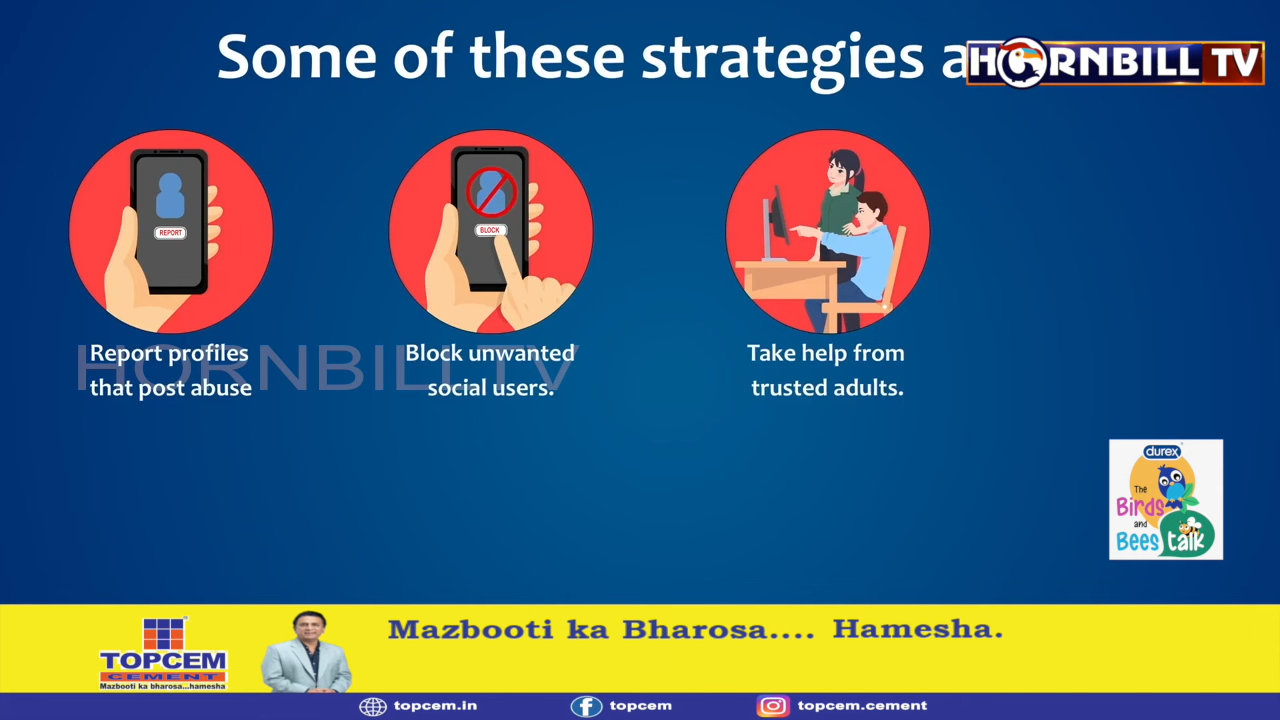 Some of these strategies a
HORNBILL TV
REPORT
BLOCK
Report profiles
that post abuse
Block unwanted
social users.
Take help from
trusted adults.
HORNBILL TV
durex
The
Birds
and
Bees talk
TOPCEM
CEMENT
Mazbooti ka bharosa...hamesha
Mazbooti ka Bharosa.... Hamesha.
topcem.in
topcem
topcem.cement